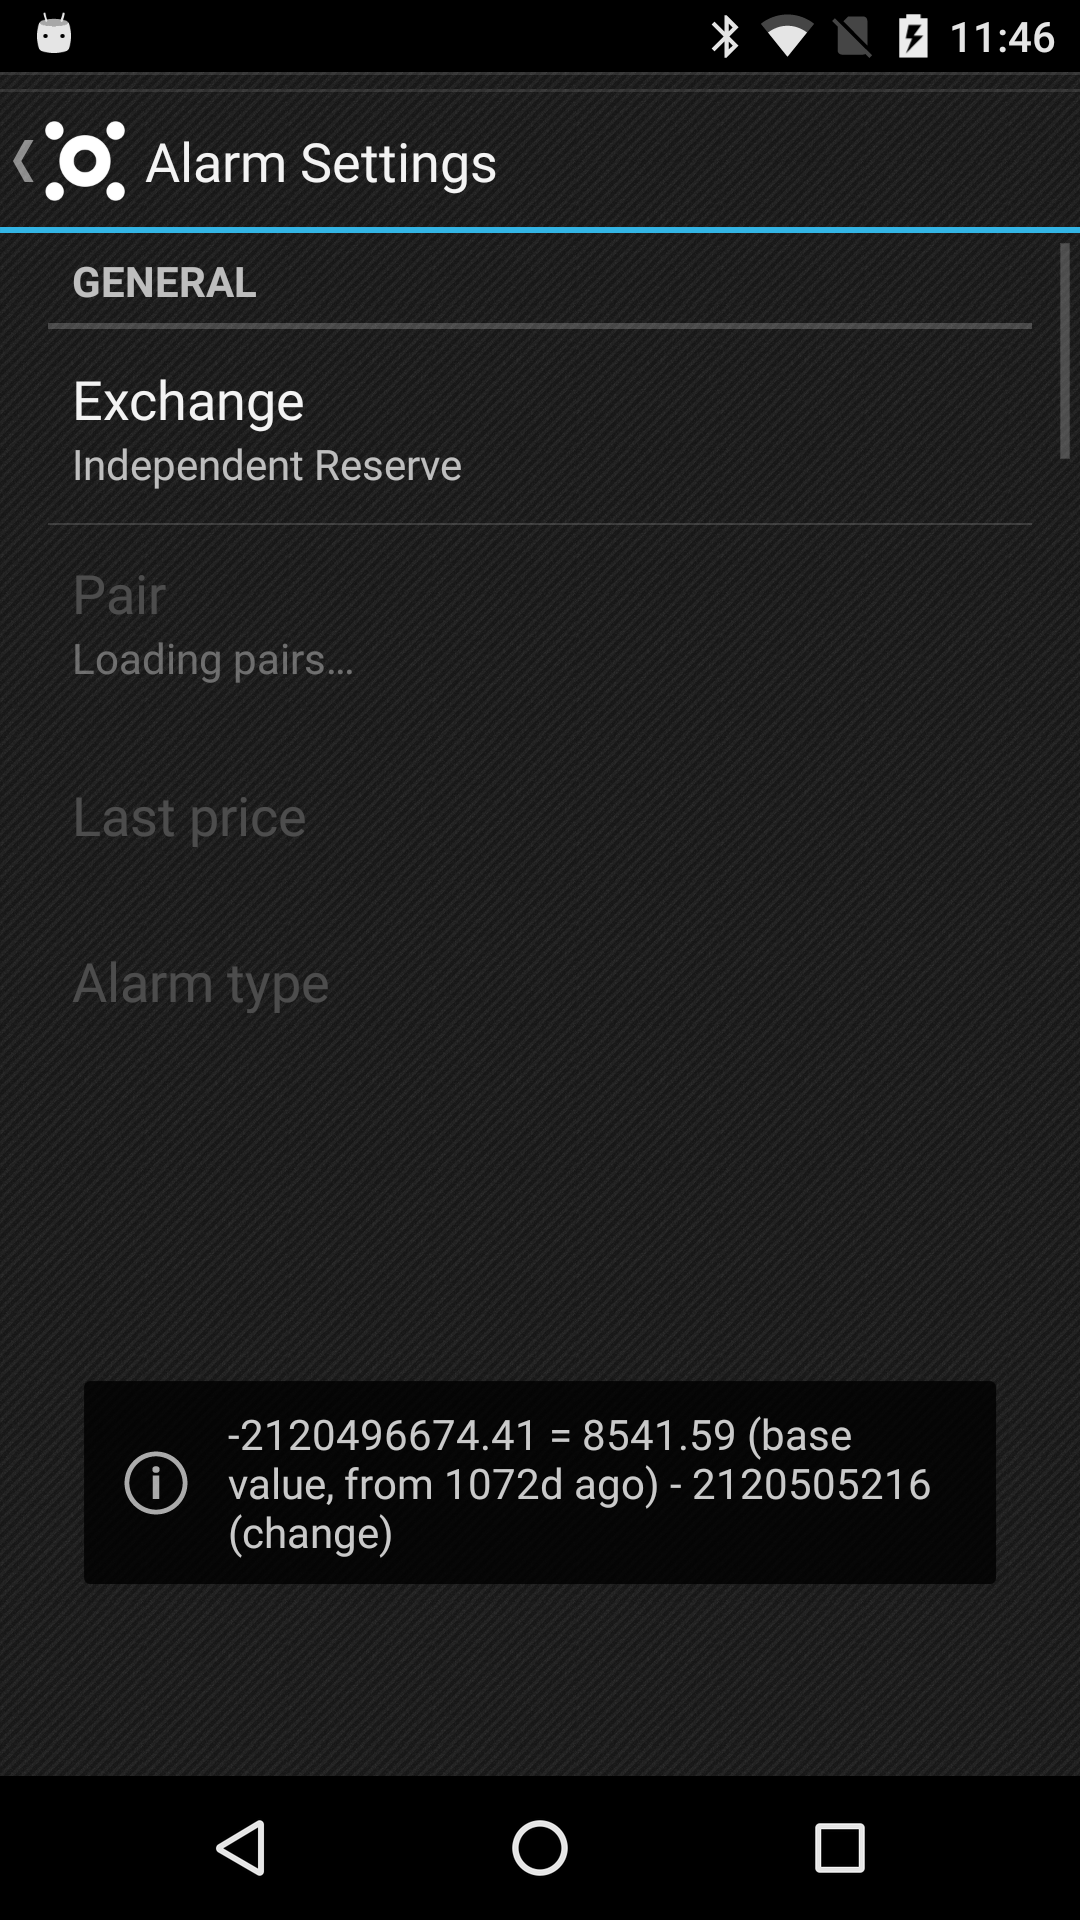 11:46
Alarm Settings
GENERAL
Exchange
Independent Reserve
Pair
Loading pairs...
Last price
Alarm type
-2120496674.41 = 8541.59 (base
value, from 1072d ago) - 2120505216
(change)